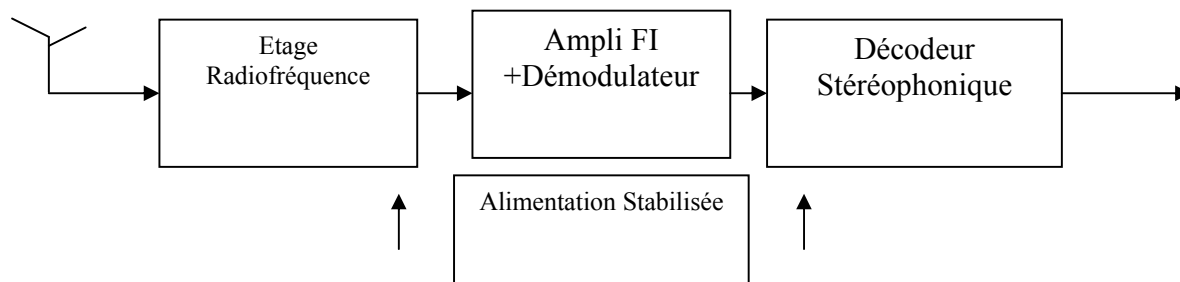 Etage
Radiofréquence
Ampli FI
+Démodulateur
Décodeur
Stéréophonique
Alimentation Stabilisée